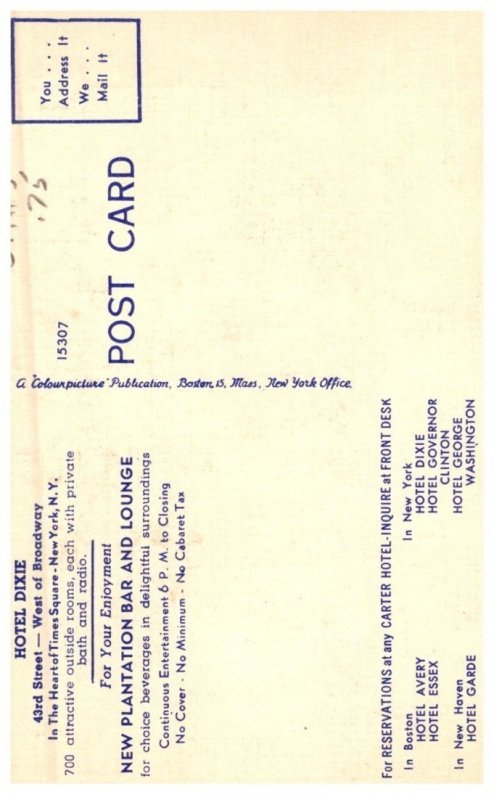 HOTEL DIXIE
43rd Street — West of Broadway
In The Heart of Times Square - New York, N.Y.
700 attractive outside rooms, each with private
bath and radio.
For Your Enjoyment
NEW PLANTATION BAR AND LOUNGE
for choice beverages in delightful surroundings
Continuous Entertainment 6 P. M. to Closing
No Cover - No Minimum - No Cabaret Tax
For RESERVATIONS at any CARTER HOTEL-INQUIRE at FRONT DESK
In Boston
HOTEL AVERY
HOTEL ESSEX
In New Haven
HOTEL GARDE
In New York
HOTEL DIXIE
HOTEL GOVERNOR
CLINTON
HOTEL GEORGE
WASHINGTON
A "Colourpicture" Publication, Boston 15, Mass., New York Office,
15307
POST CARD
.75
You . . .
Address It
We . . .
Mail It